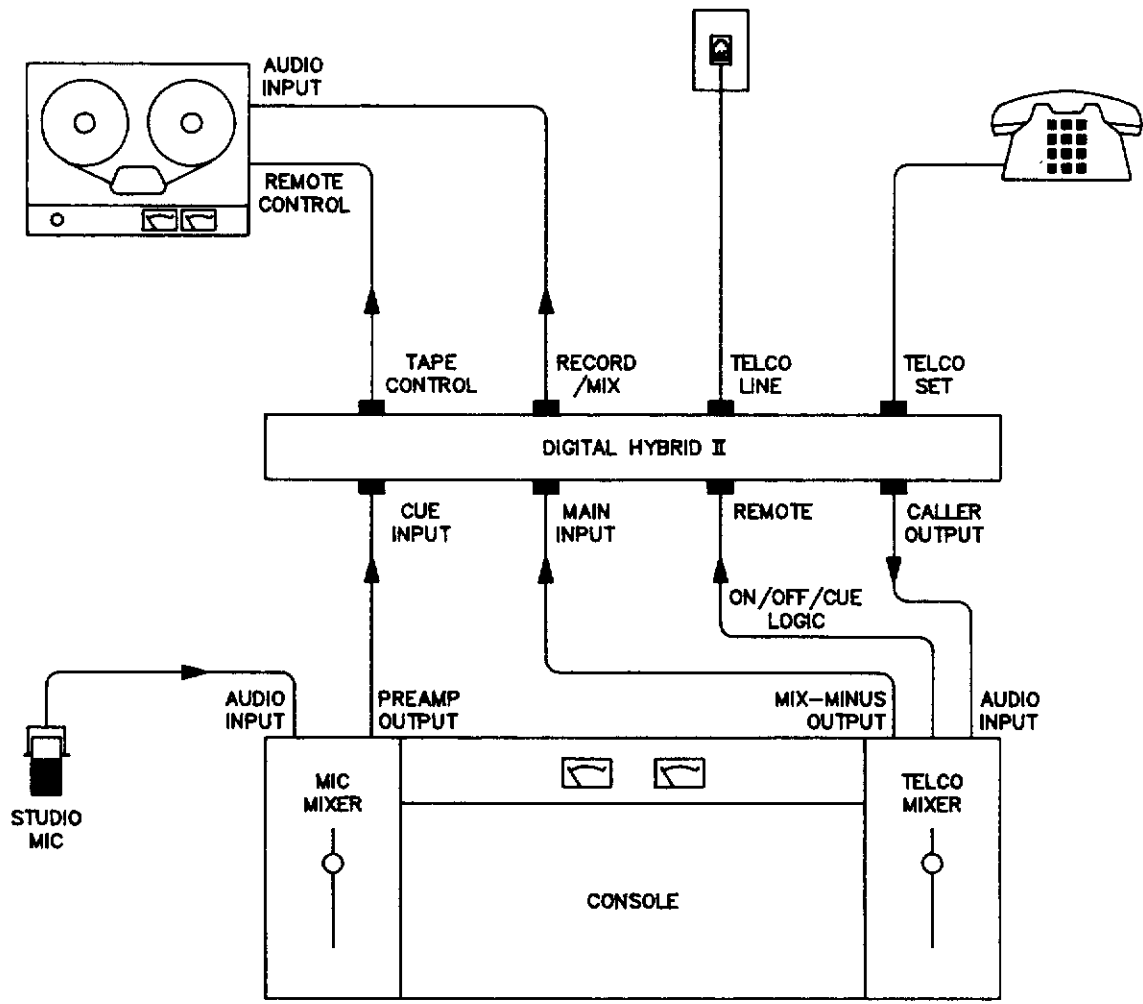 AUDIO
INPUT
REMOTE
CONTROL
TAPE
CONTROL
RECORD
/MIX
TELCO
LINE
TELCO
SET
DIGITAL HYBRID II
CUE
INPUT
MAIN
INPUT
REMOTE
CALLER
OUTPUT
ON/OFF/CUE
LOGIC
AUDIO
INPUT
PREAMP
OUTPUT
MIX-MINUS
OUTPUT
AUDIO
INPUT
STUDIO
MIC
MIC
MIXER
TELCO
MIXER
CONSOLE